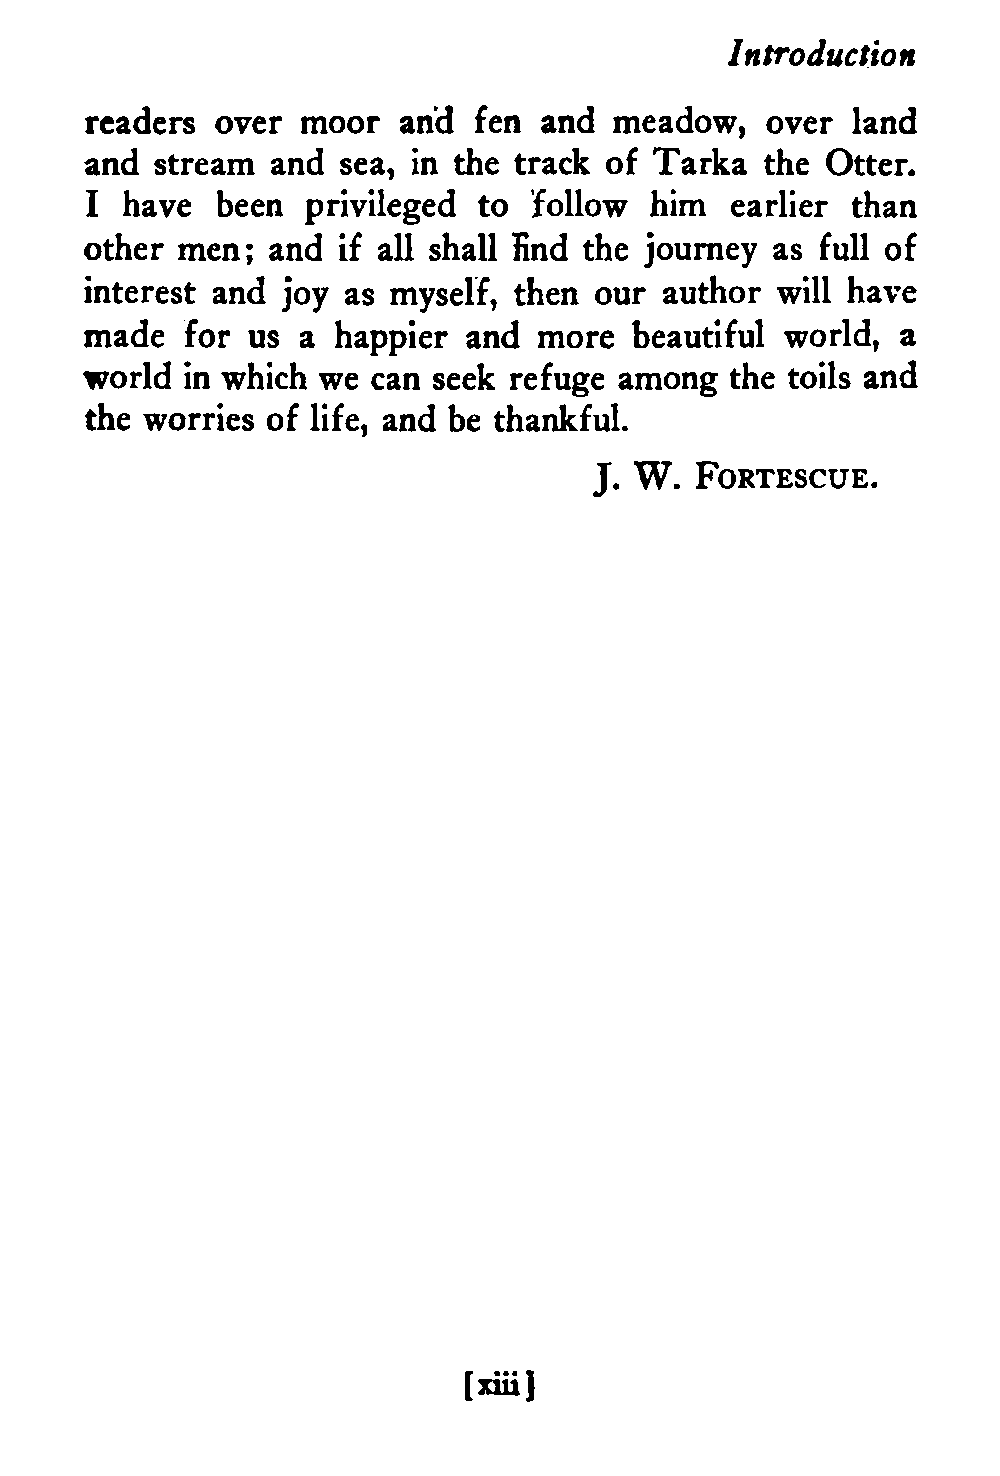 Introduction
readers over moor and fen and meadow, over land
and stream and sea, in the track of Tarka the Otter.
I have been privileged to follow him earlier than
other men; and if all shall find the journey as full of
interest and joy as myself, then our author will have
made for us a happier and more beautiful world, a
world in which we can seek refuge among the toils and
the worries of life, and be thankful.
J. W. FORTESCUE.
[xiii]